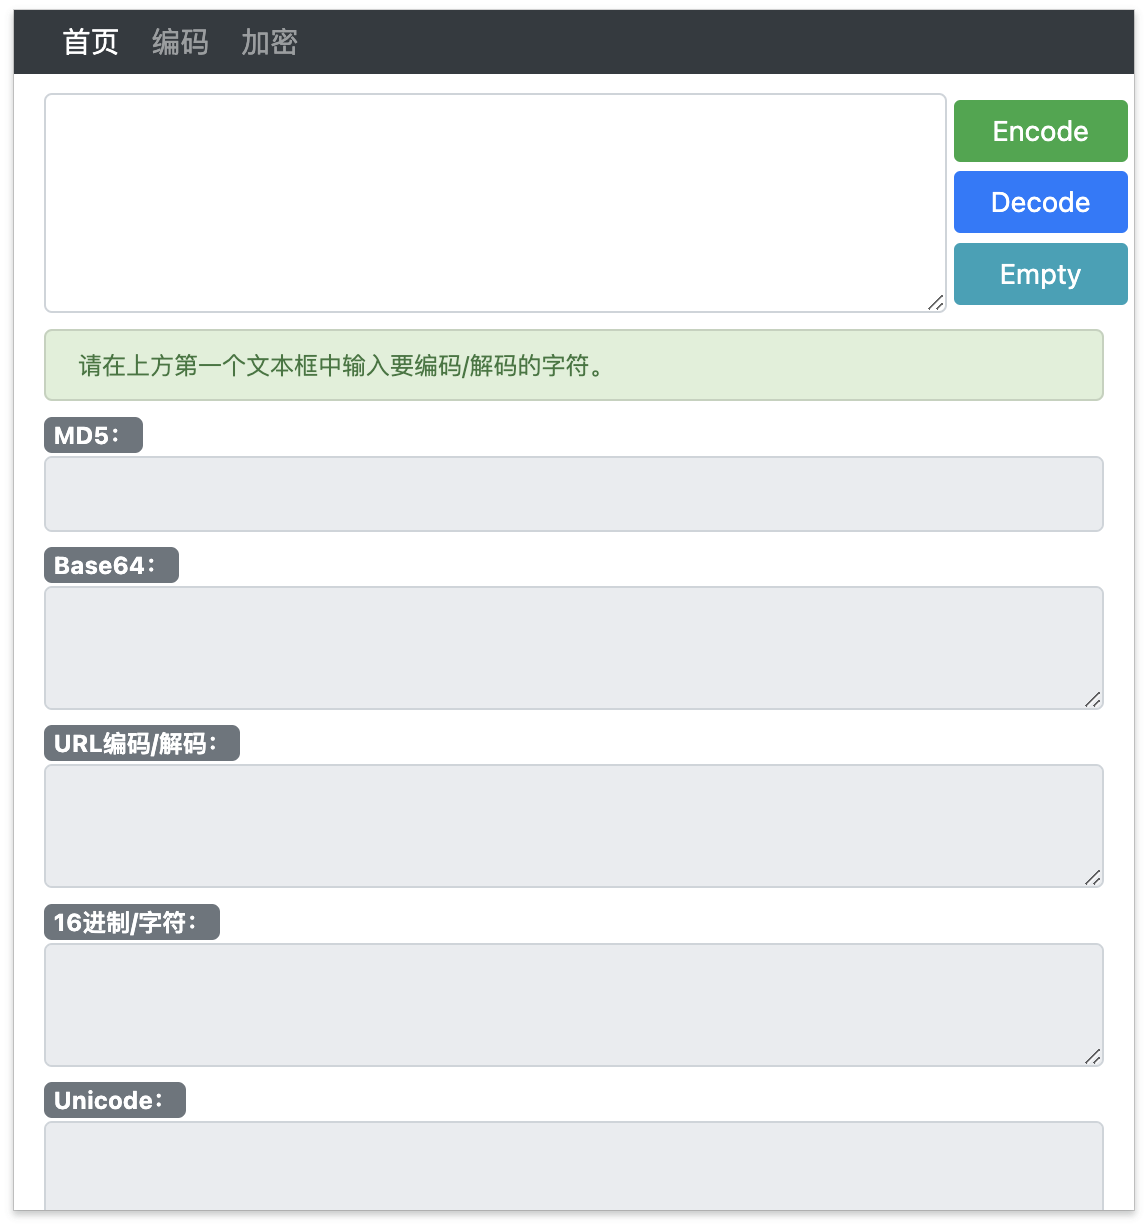 首页 编码 加密
Encode
Decode
Empty
请在上方第一个文本框中输入要编码/解码的字符。
MD5：
Base64：
URL编码/解码：
16进制/字符：
Unicode：